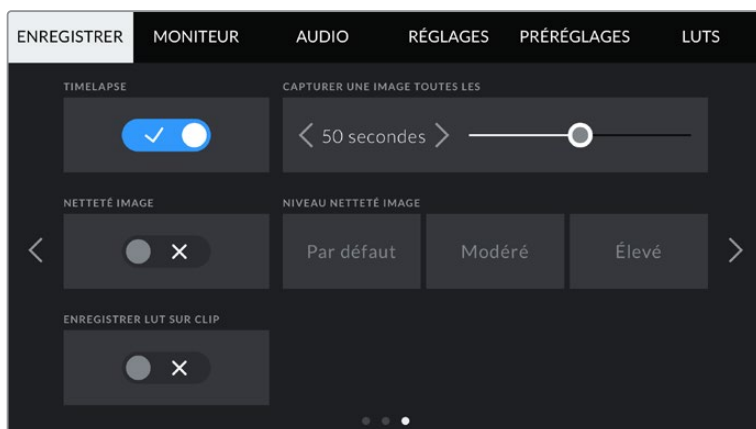 ENREGISTRER MONITEUR AUDIO RÉGLAGES PRÉRÉGLAGES LUTS
TIMELAPSE CAPTURER UNE IMAGE TOUTES LES
50 secondes
NETTETÉ IMAGE NIVEAU NETTETÉ IMAGE
Par défaut Modéré Élevé
ENREGISTRER LUT SUR CLIP